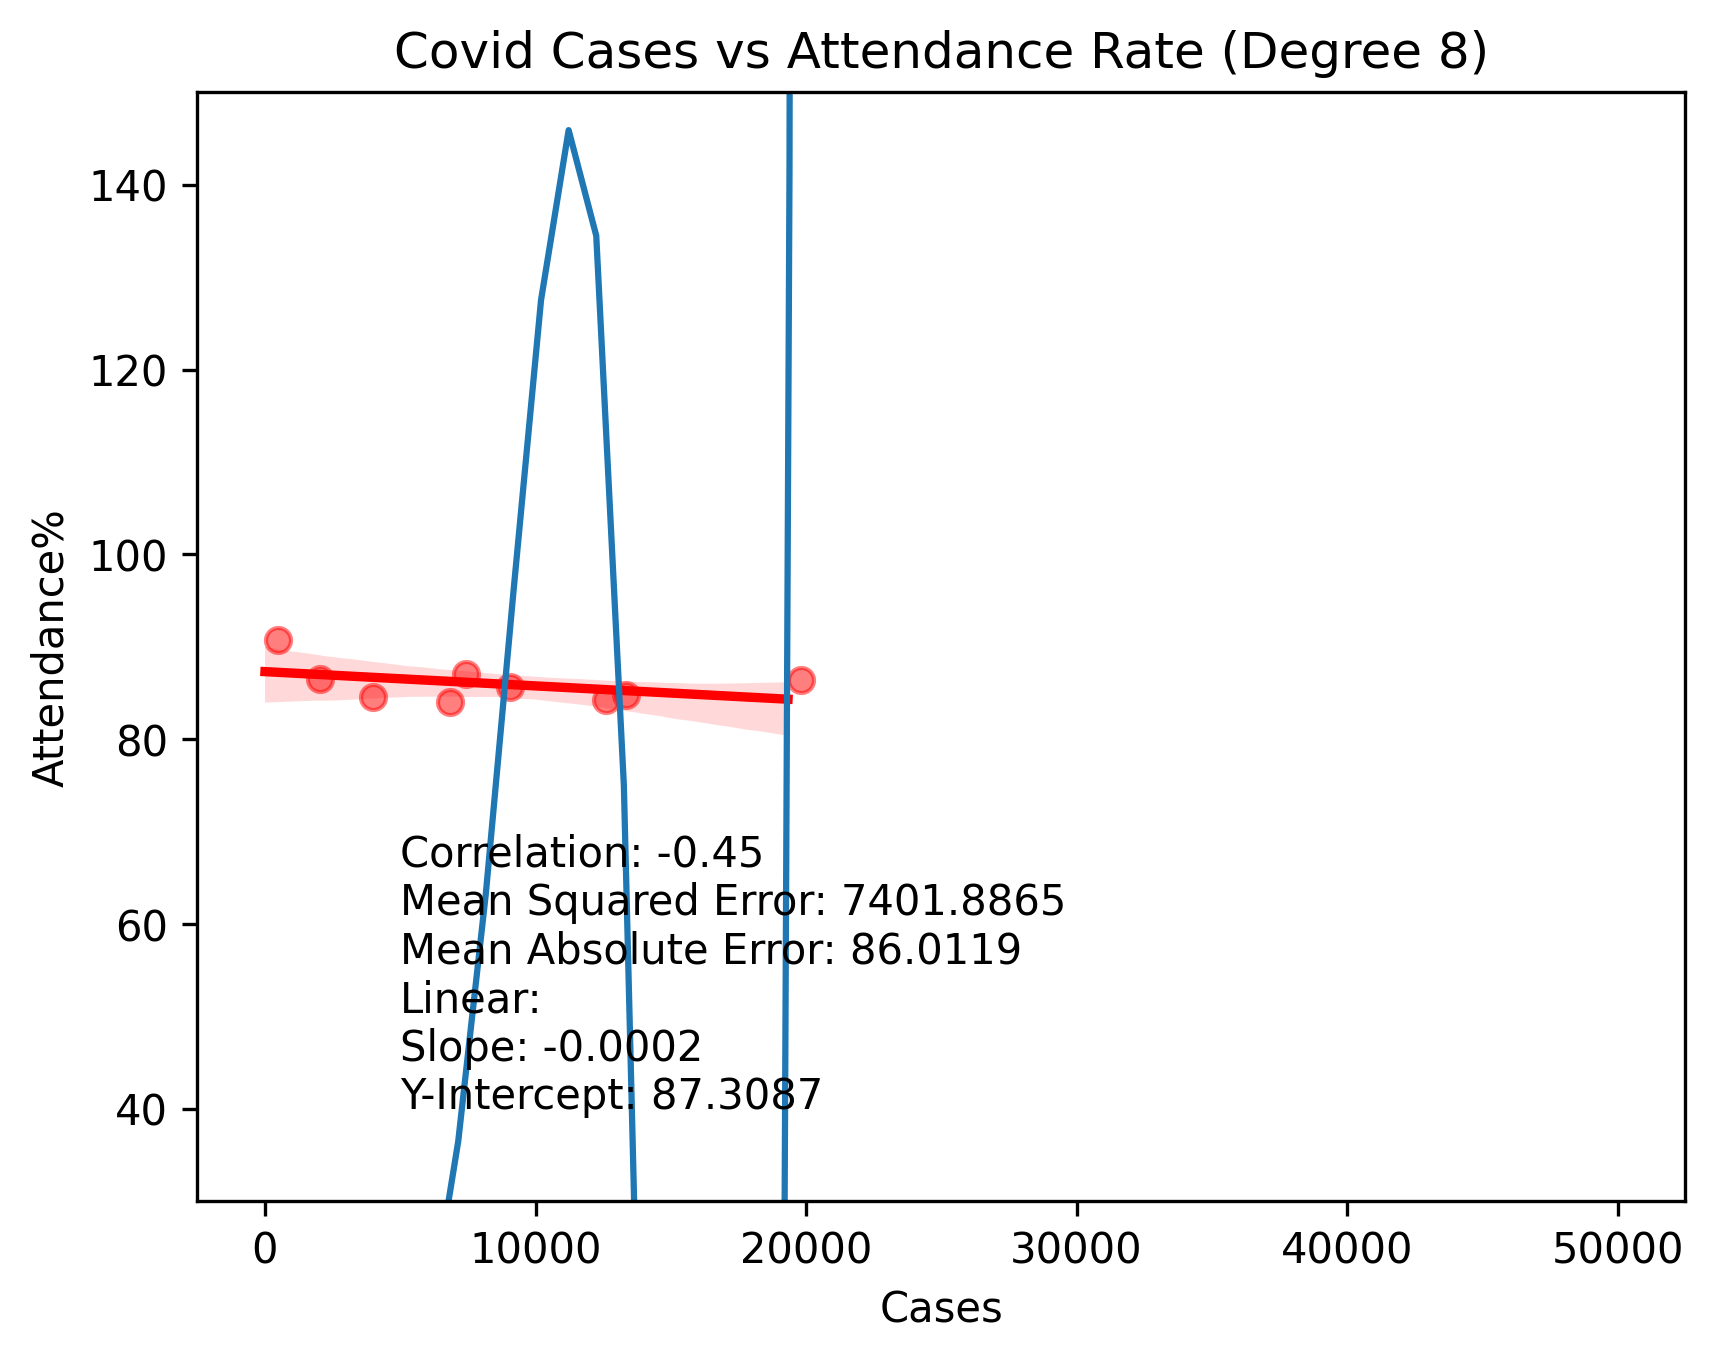 Covid Cases vs Attendance Rate (Degree 8)
140
120
100
80
60
40
Attendance%
Correlation: -0.45
Mean Squared Error: 7401.8865
Mean Absolute Error: 86.0119
Linear:
Slope: -0.0002
Y-Intercept: 87.3087
0 10000 20000 30000 40000 50000
Cases